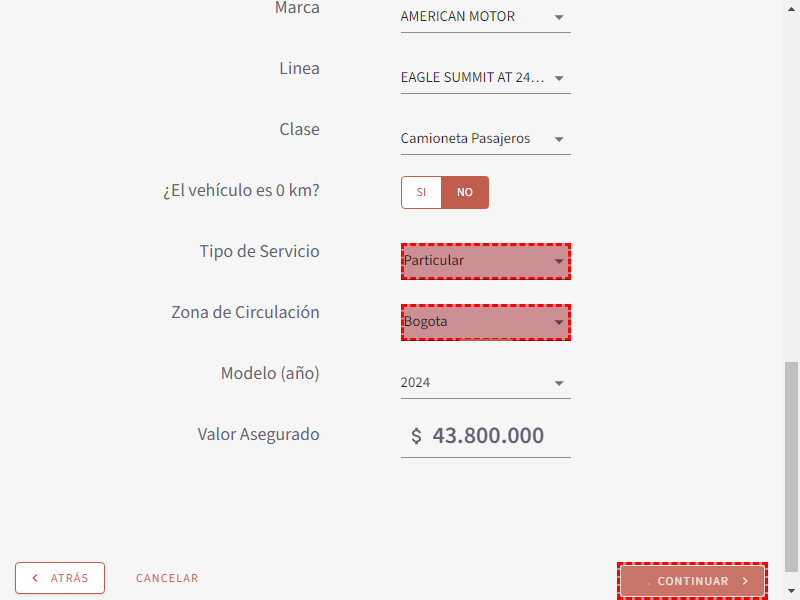 Marca
AMERICAN MOTOR
Linea
EAGLE SUMMIT AT 24...
Clase
Camioneta Pasajeros
¿El vehículo es 0 km?
SI NO
Tipo de Servicio
Particular
Zona de Circulación
Bogota
Modelo (año)
2024
Valor Asegurado
$ 43.800.000
ATRÁS
CANCELAR
CONTINUAR